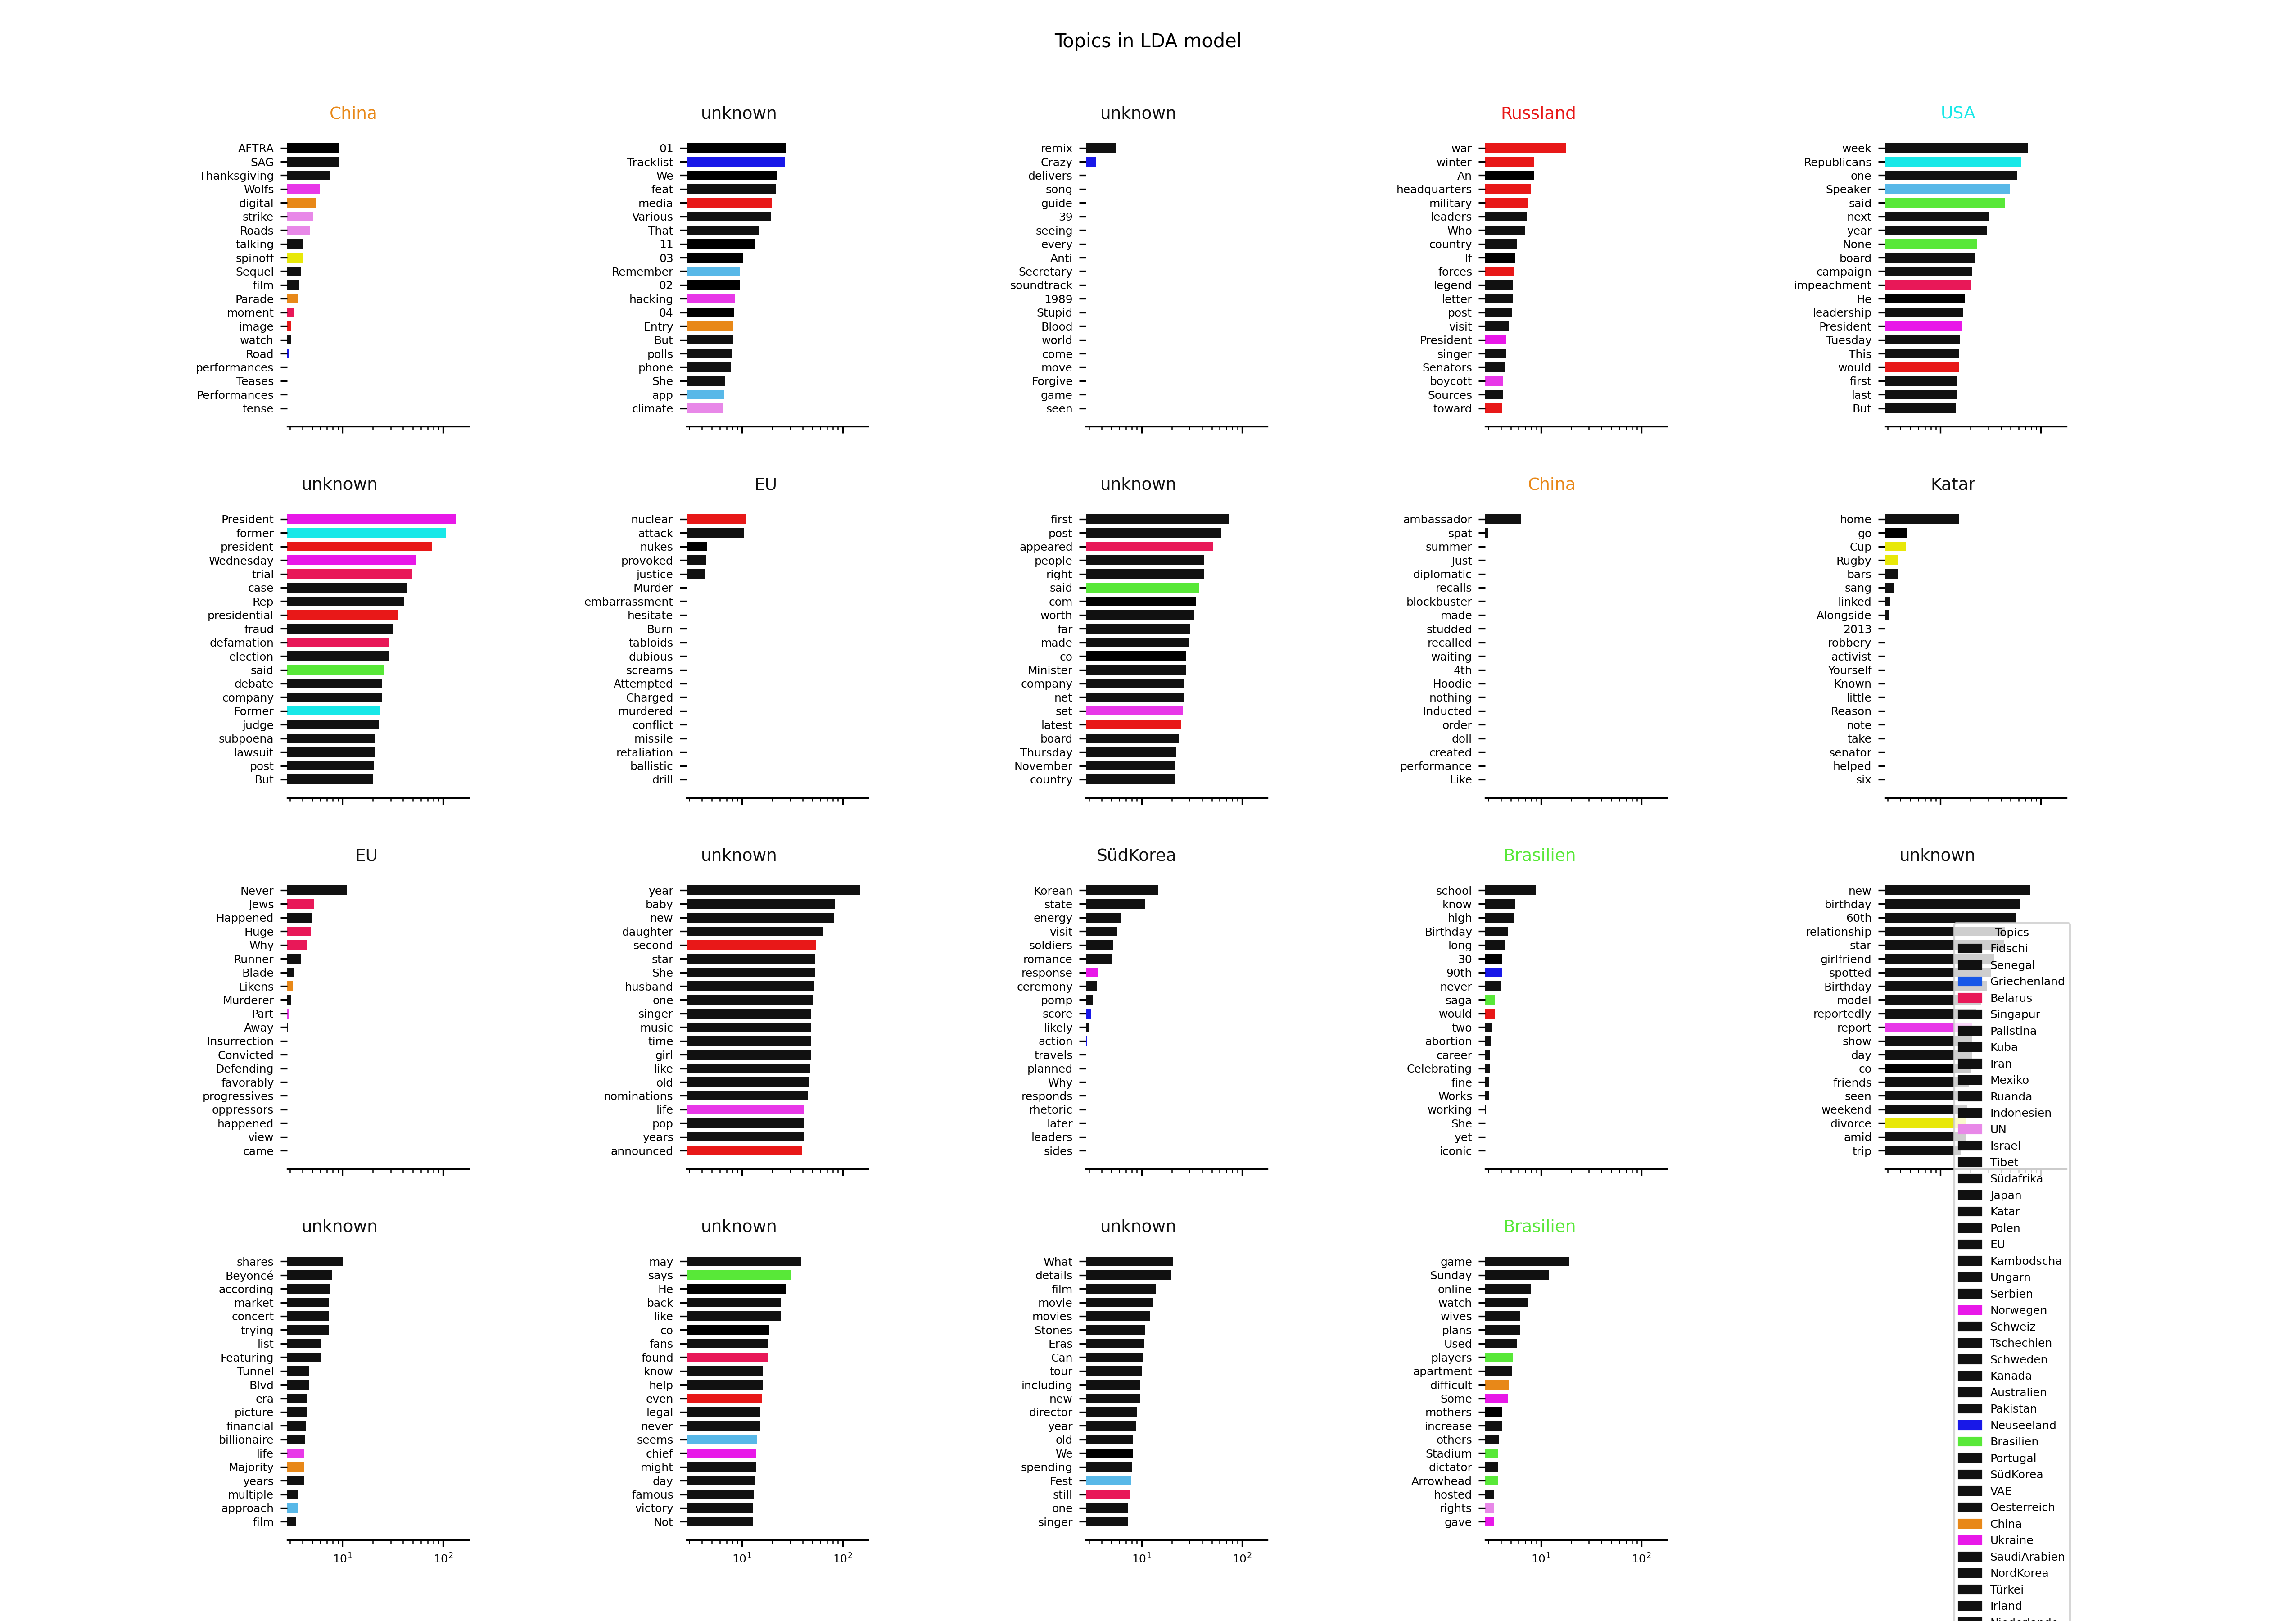 Topics in LDA model
China
AFTRA
SAG
Thanksgiving
Wolfs
digital
strike
Roads
talking
spinoff
Sequel
film
Parade
moment
image
watch
Road
performances
Teases
Performances
tense
unknown
01
Tracklist
We
feat
media
Various
That
11
03
Remember
02
hacking
04
Entry
But
polls
phone
She
app
climate
unknown
remix
Crazy
delivers
song
guide
39
seeing
every
Anti
Secretary
soundtrack
1989
Stupid
Blood
world
come
move
Forgive
game
seen
Russland
war
winter
An
headquarters
military
leaders
Who
country
If
forces
legend
letter
post
visit
President
singer
Senators
boycott
Sources
toward
USA
week
Republicans
one
Speaker
said
next
year
None
board
campaign
impeachment
He
leadership
President
Tuesday
This
would
first
last
But
unknown
President
former
president
Wednesday
trial
case
Rep
presidential
fraud
defamation
election
said
debate
company
Former
judge
subpoena
lawsuit
post
But
EU
nuclear
attack
nukes
provoked
justice
Murder
embarrassment
hesitate
Burn
tabloids
dubious
screams
Attempted
Charged
murdered
conflict
missile
retaliation
ballistic
drill
unknown
first
post
appeared
people
right
said
com
worth
far
made
co
Minister
company
net
set
latest
board
Thursday
November
country
China
ambassador
spat
summer
Just
diplomatic
recalls
blockbuster
made
studded
recalled
waiting
4th
Hoodie
nothing
Inducted
order
doll
created
performance
Like
Katar
home
go
Cup
Rugby
bars
sang
linked
Alongside
2013
robbery
activist
Yourself
Known
little
Reason
note
take
senator
helped
six
EU
Never
Jews
Happened
Huge
Why
Runner
Blade
Likens
Murderer
Part
Away
Insurrection
Convicted
Defending
favorably
progressives
oppressors
happened
view
came
unknown
year
baby
new
daughter
second
star
She
husband
one
singer
music
time
girl
like
old
nominations
life
pop
years
announced
SüdKorea
Korean
state
energy
visit
soldiers
romance
response
ceremony
pomp
score
likely
action
travels
planned
Why
responds
rhetoric
later
leaders
sides
Brasilien
school
know
high
Birthday
long
30
90th
never
saga
would
two
abortion
career
Celebrating
fine
Works
working
She
yet
iconic
unknown
new
birthday
60th
relationship
star
girlfriend
spotted
Birthday
model
reportedly
report
show
day
co
friends
seen
weekend
divorce
amid
trip
unknown
shares
Beyoncé
according
market
concert
trying
list
Featuring
Tunnel
Blvd
era
picture
financial
billionaire
life
Majority
years
multiple
approach
film
10¹ 10²
unknown
may
says
He
back
like
co
fans
found
know
help
even
legal
never
seems
chief
might
day
famous
victory
Not
10¹ 10²
unknown
What
details
film
movie
movies
Stones
Eras
Can
tour
including
new
director
year
old
We
spending
Fest
still
one
singer
10¹ 10²
Brasilien
game
Sunday
online
watch
wives
plans
Used
players
apartment
difficult
Some
mothers
increase
others
Stadium
dictator
Arrowhead
hosted
rights
gave
10¹ 10²
Topics
Fidschi
Senegal
Griechenland
Belarus
Singapur
Palistina
Kuba
Iran
Mexiko
Ruanda
Indonesien
UN
Israel
Tibet
Südafrika
Japan
Katar
Polen
EU
Kambodscha
Ungarn
Serbien
Norwegen
Schweiz
Tschechien
Schweden
Kanada
Australien
Pakistan
Neuseeland
Brasilien
Portugal
SüdKorea
VAE
Oesterreich
China
Ukraine
SaudiArabien
NordKorea
Türkei
Irland